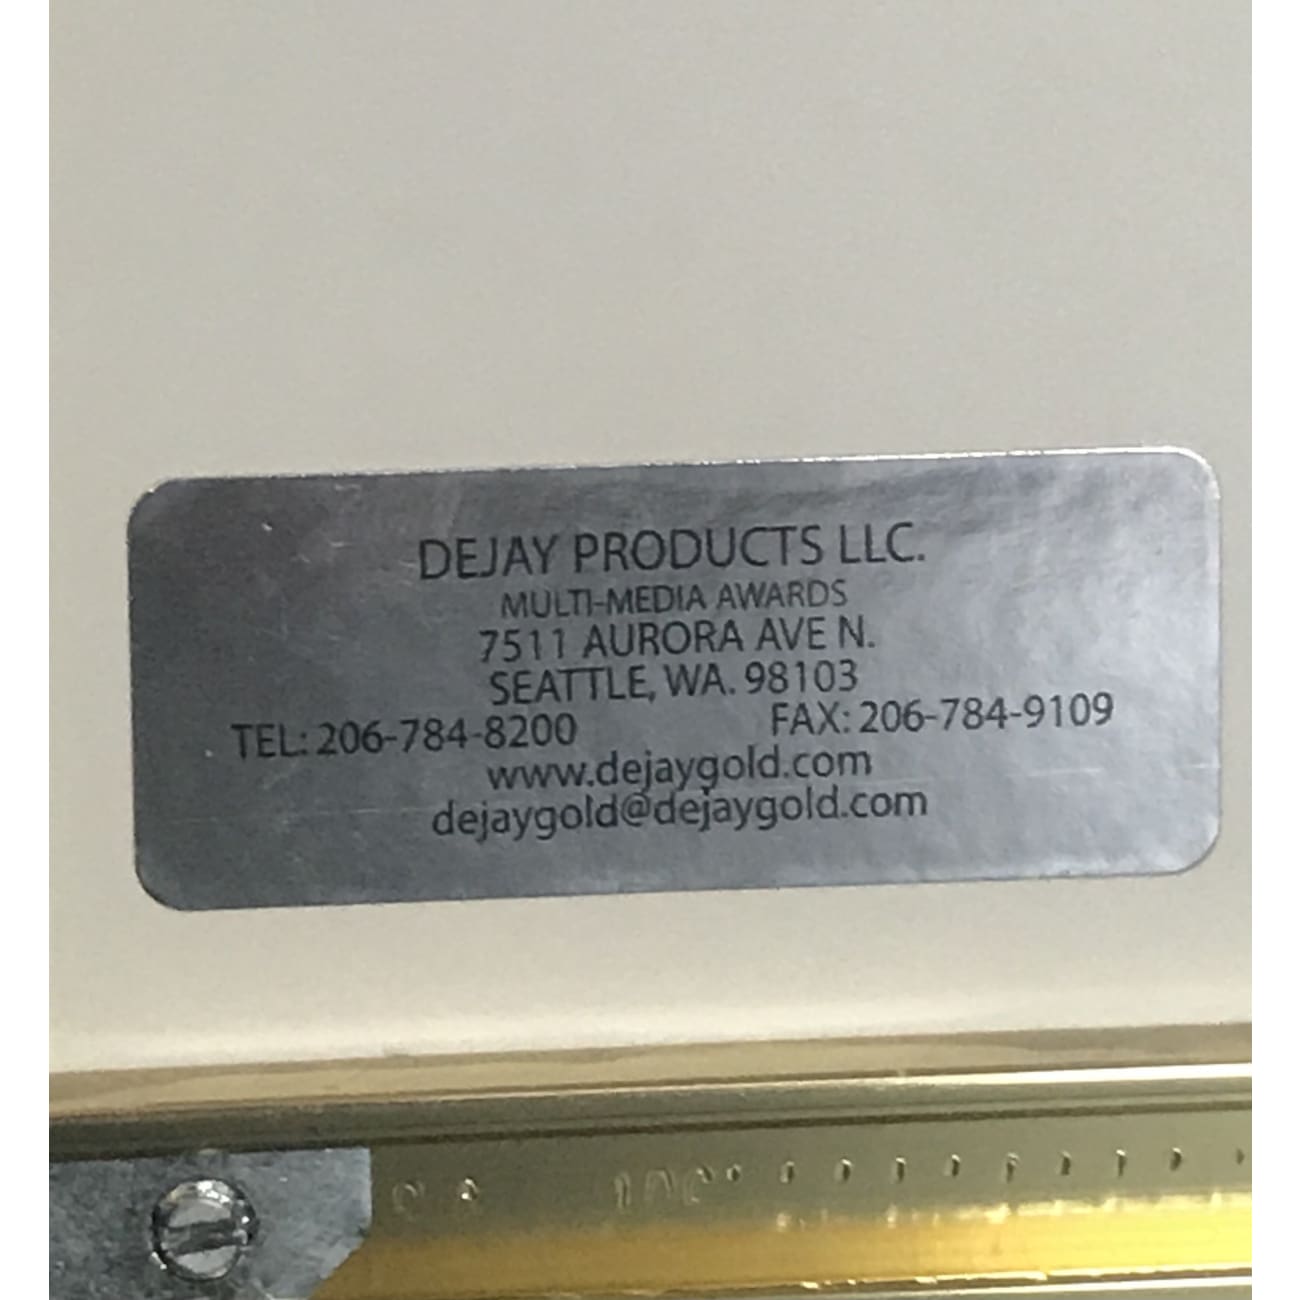 DEJAY PRODUCTS LLC.
MULTI-MEDIA AWARDS
7511 AURORA AVE N.
SEATTLE, WA. 98103
TEL: 206-784-8200 FAX: 206-784-9109
www.dejaygold.com
dejaygold@dejaygold.com